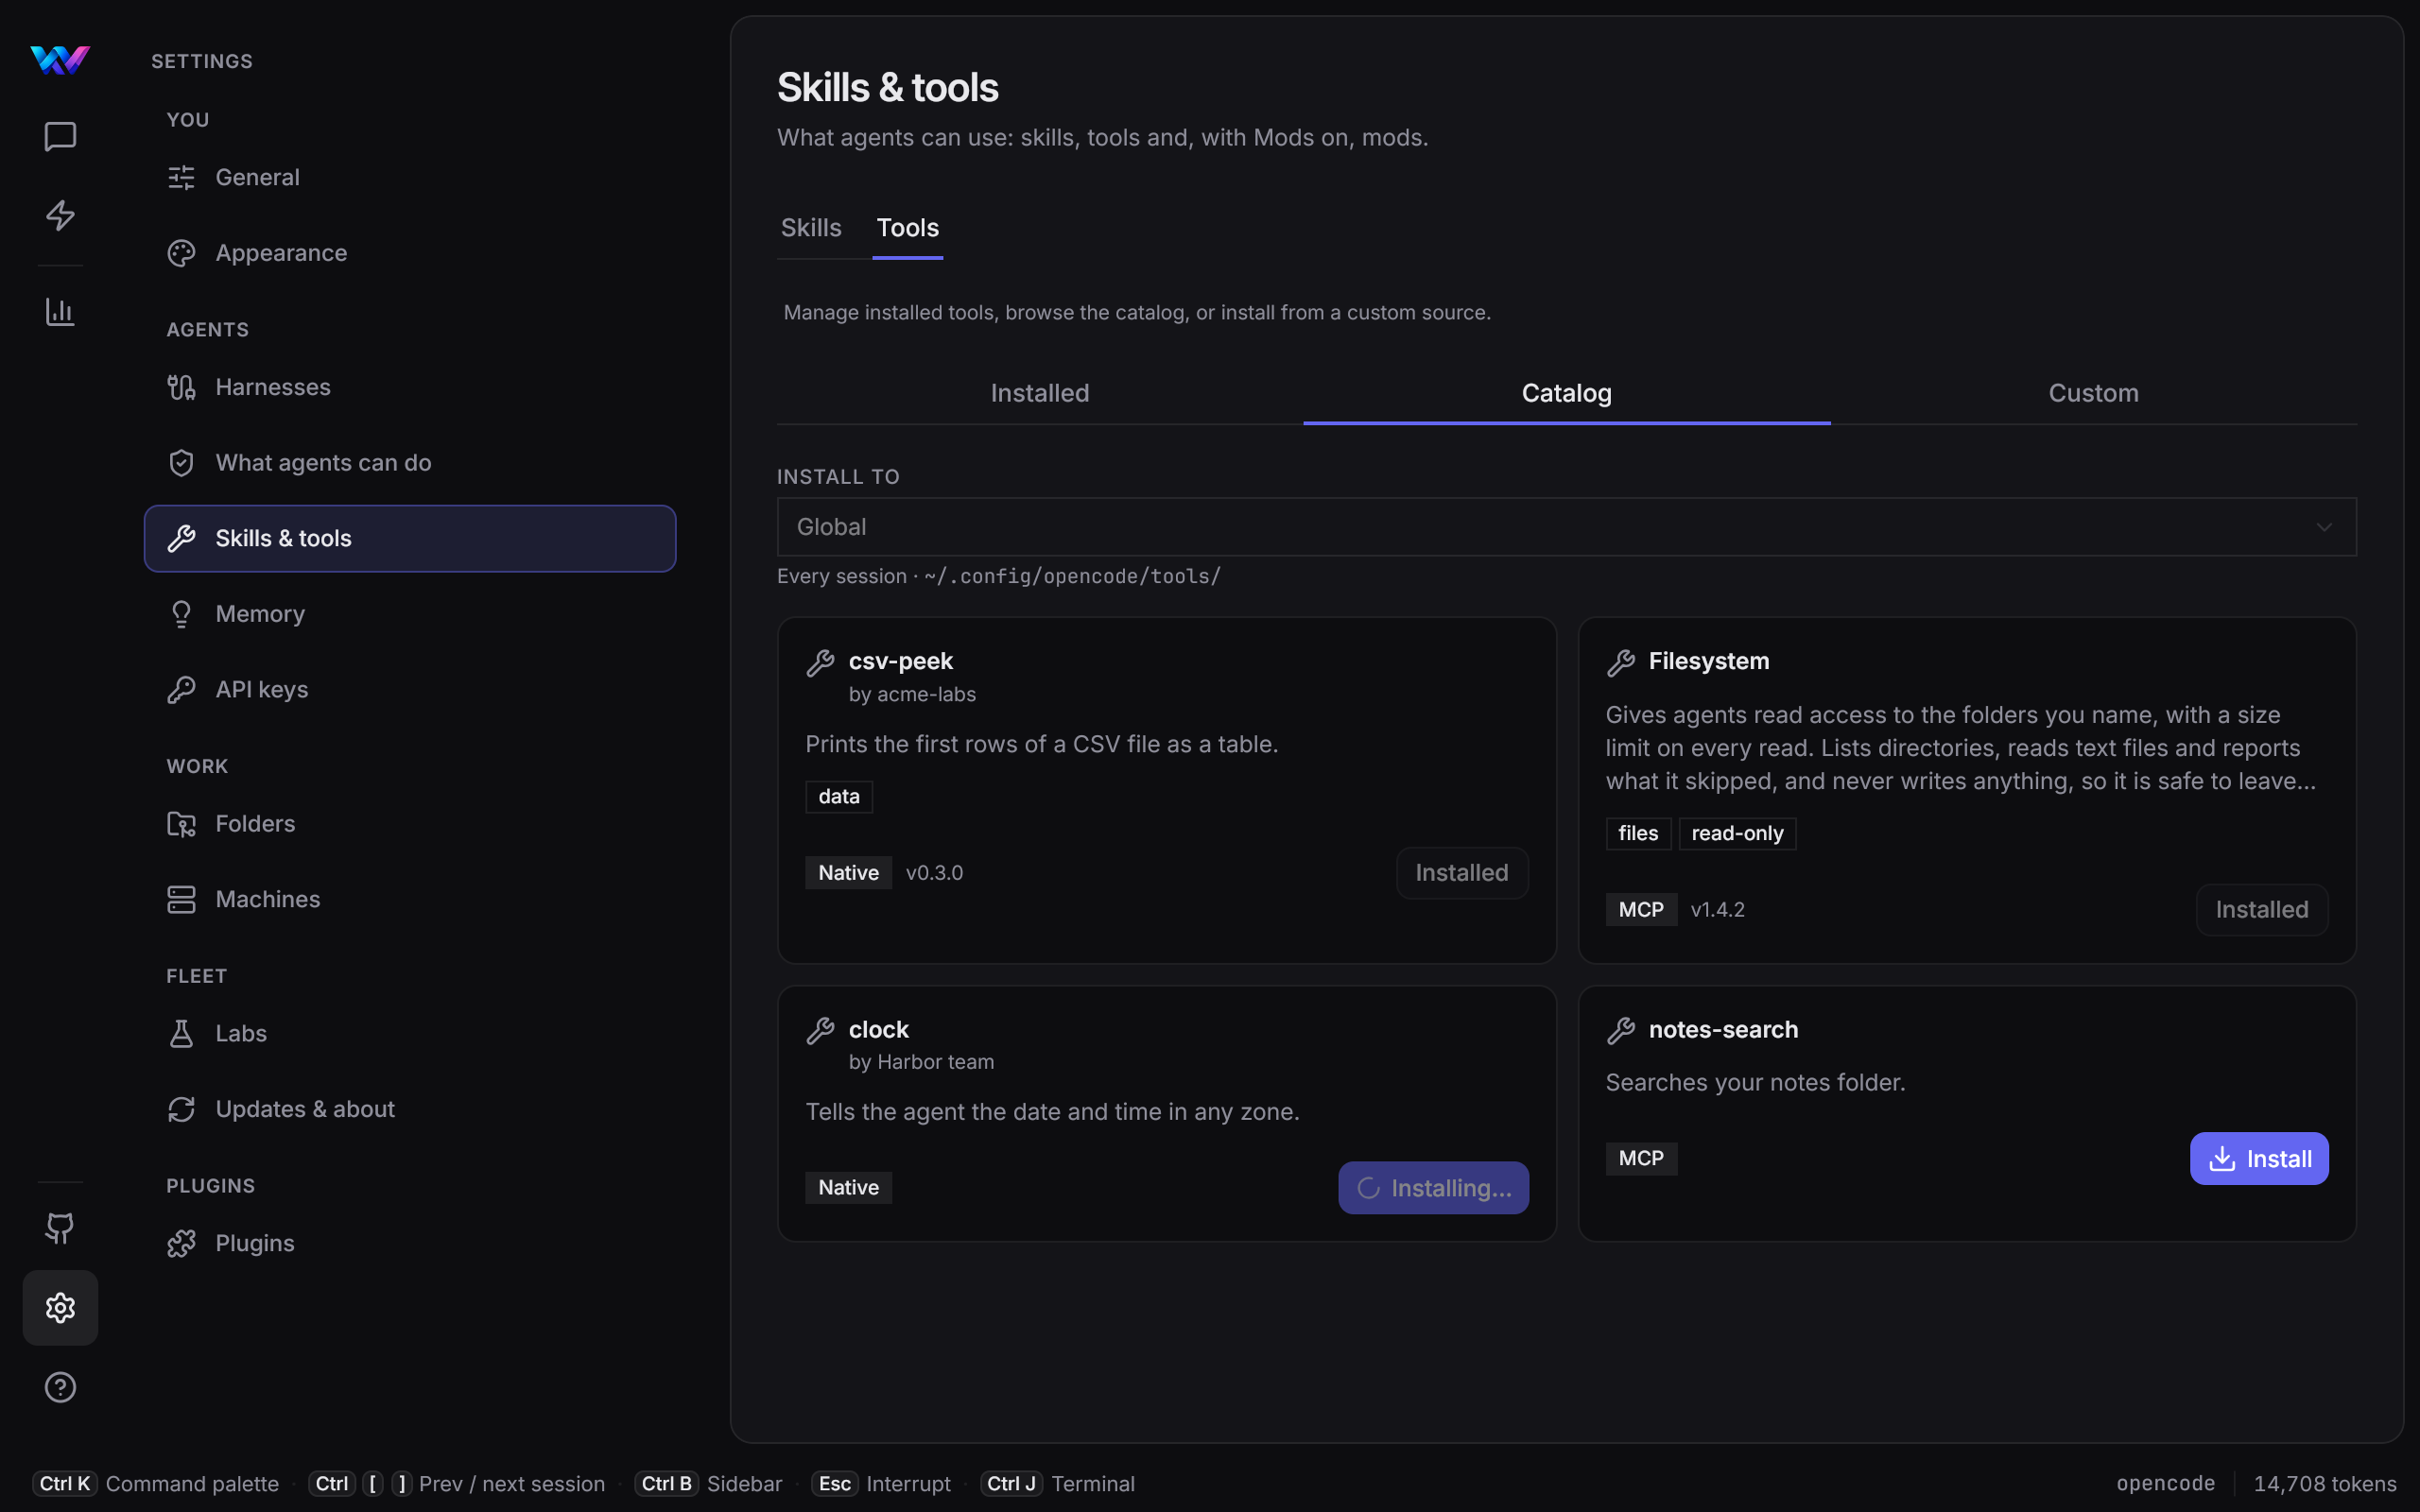 SETTINGS
YOU
General
Appearance
AGENTS
Harnesses
What agents can do
Skills & tools
Memory
API keys
WORK
Folders
Machines
FLEET
Labs
Updates & about
PLUGINS
Plugins
Skills & tools
What agents can use: skills, tools and, with Mods on, mods.
Skills Tools
Manage installed tools, browse the catalog, or install from a custom source.
Installed Catalog Custom
INSTALL TO
Global
Every session · ~/.config/opencode/tools/
csv-peek
by acme-labs
Prints the first rows of a CSV file as a table.
data
Native v0.3.0 Installed
Filesystem
Gives agents read access to the folders you name, with a size
limit on every read. Lists directories, reads text files and reports
what it skipped, and never writes anything, so it is safe to leave...
files read-only
MCP v1.4.2 Installed
clock
by Harbor team
Tells the agent the date and time in any zone.
Native Installing...
notes-search
Searches your notes folder.
MCP Install
Ctrl K Command palette · Ctrl [ ] Prev / next session · Ctrl B Sidebar · Esc Interrupt · Ctrl J Terminal
opencode 14,708 tokens